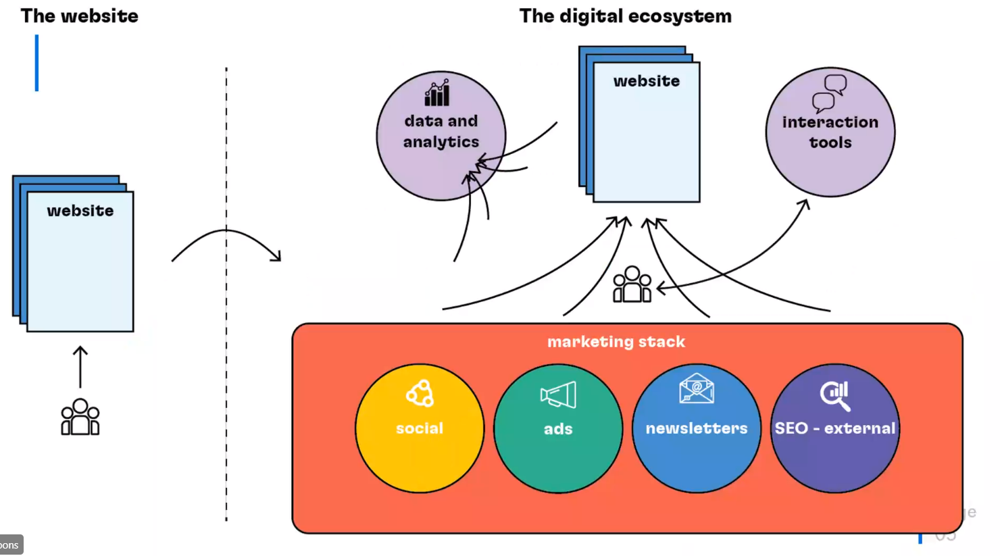 The website
The digital ecosystem
website
data and
analytics
website
interaction
tools
marketing stack
social
ads
newsletters
SEO - external